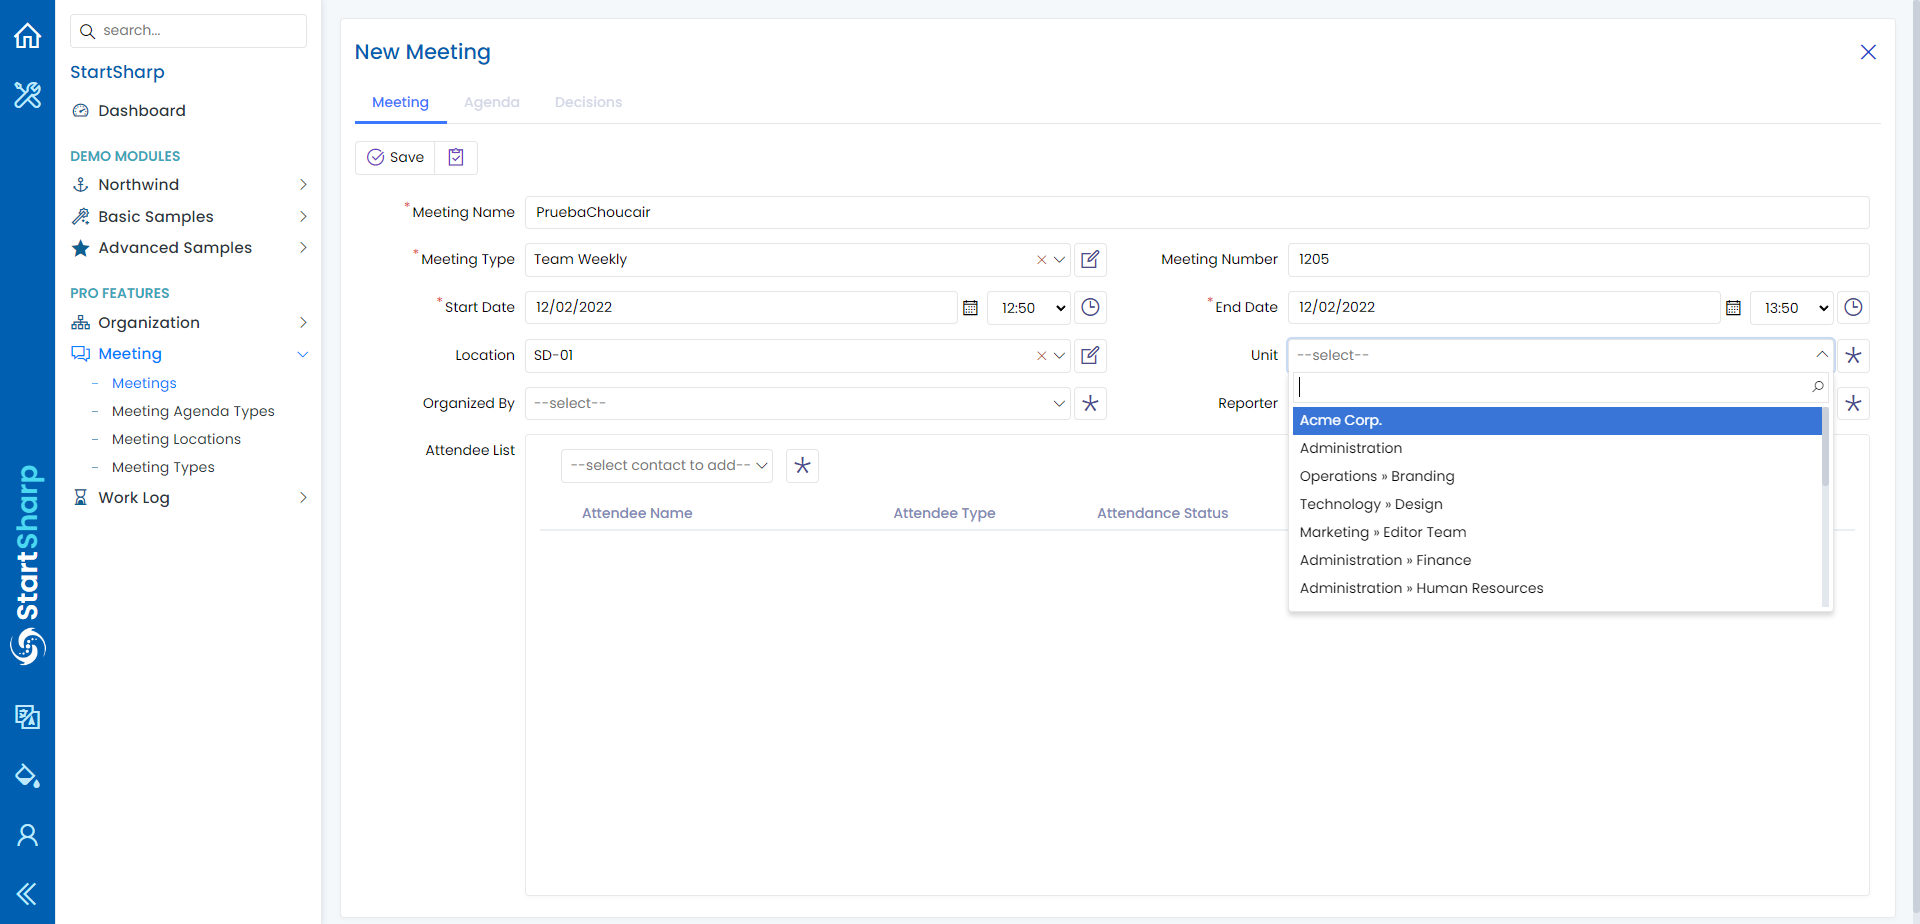 search...
StartSharp
Dashboard
DEMO MODULES
Northwind
Basic Samples
Advanced Samples
PRO FEATURES
Organization
Meeting
- Meetings
- Meeting Agenda Types
- Meeting Locations
- Meeting Types
Work Log
StartSharp
New Meeting
Meeting Agenda Decisions
Save
*Meeting Name PruebaChoucair
*Meeting Type Team Weekly Meeting Number 1205
*Start Date 12/02/2022 12:50 *End Date 12/02/2022 13:50
Location SD-01 Unit --select--
Organized By --select-- Reporter
Acme Corp.
Administration
Operations » Branding
Technology » Design
Marketing » Editor Team
Administration » Finance
Administration » Human Resources
Attendee List --select contact to add--
Attendee Name Attendee Type Attendance Status